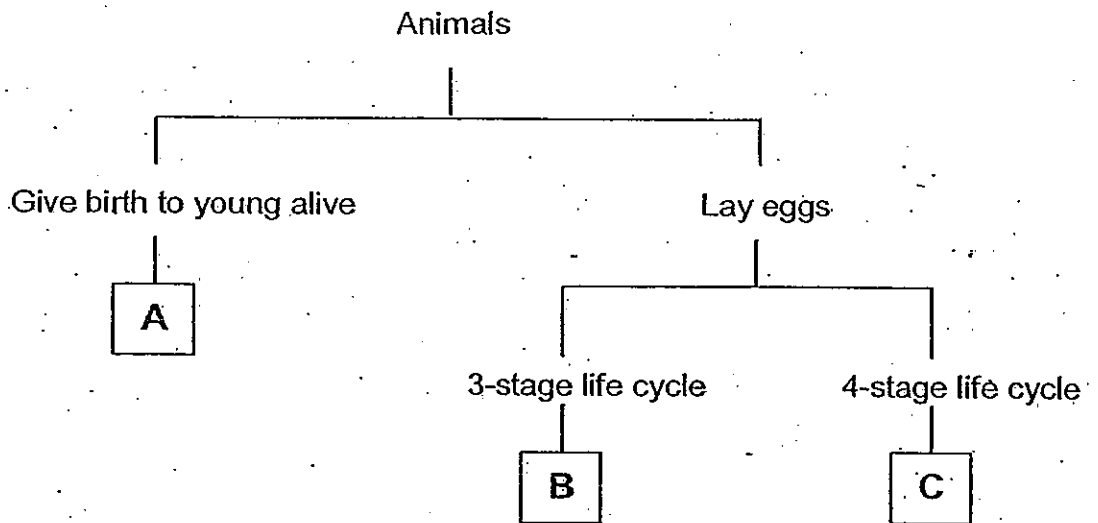 Animals
Give birth to young alive
Lay eggs
A
3-stage life cycle
4-stage life cycle
B
C